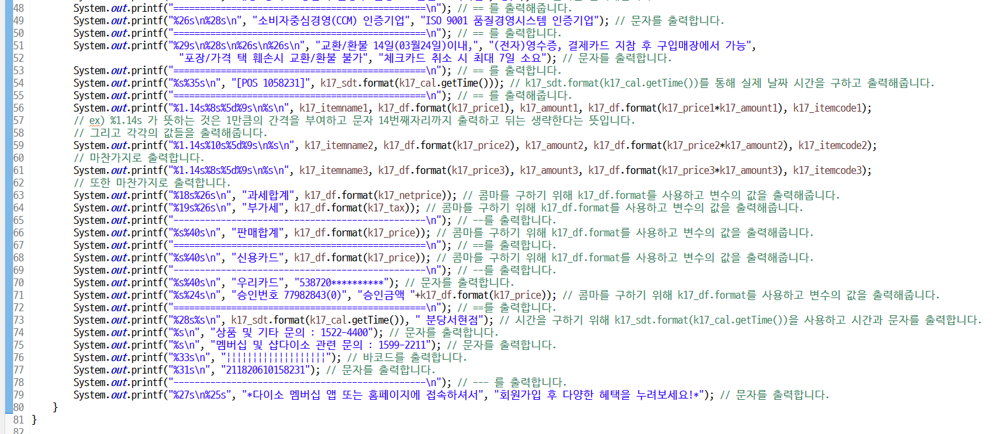 48 System.out.printf("================================================\n"); // == 를 출력해줍니다.
49 System.out.printf("%26s\n%28s\n", "소비자중심경영(CCM) 인증기업", "ISO 9001 품질경영시스템 인증기업"); // 문자를 출력합니다.
50 System.out.printf("================================================\n"); // == 를 출력합니다.
51 System.out.printf("%29s\n%28s\n%26s\n%26s\n", "교환/환불 14일(03월24일)이내,", "(전자)영수증, 결제카드 지참 후 구입매장에서 가능",
52 "포장/가격 택 훼손시 교환/환불 불가", "체크카드 취소 시 최대 7일 소요"); // 문자를 출력합니다.
53 System.out.printf("================================================\n"); // == 를 출력합니다.
54 System.out.printf("%s%35s\n", "[POS 1058231]", k17_sdt.format(k17_cal.getTime())); // k17_sdt.format(k17_cal.getTime())를 통해 실제 날짜 시간을 구하고 출력해줍니다.
55 System.out.printf("================================================\n"); // == 를 출력해줍니다.
56 System.out.printf("%1.14s%8s%5d%9s\n%s\n", k17_itemname1, k17_df.format(k17_price1), k17_amount1, k17_df.format(k17_price1*k17_amount1), k17_itemcode1);
57 // ex) %1.14s 가 뜻하는 것은 1만큼의 간격을 부여하고 문자 14번째자리까지 출력하고 뒤는 생략한다는 뜻입니다.
58 // 그리고 각각의 값들을 출력해줍니다.
59 System.out.printf("%1.14s%10s%5d%9s\n%s\n", k17_itemname2, k17_df.format(k17_price2), k17_amount2, k17_df.format(k17_price2*k17_amount2), k17_itemcode2);
60 // 마찬가지로 출력합니다.
61 System.out.printf("%1.14s%8s%5d%9s\n%s\n", k17_itemname3, k17_df.format(k17_price3), k17_amount3, k17_df.format(k17_price3*k17_amount3), k17_itemcode3);
62 // 또한 마찬가지로 출력합니다.
63 System.out.printf("%18s%26s\n", "과세합계", k17_df.format(k17_netprice)); // 콤마를 구하기 위해 k17_df.format를 사용하고 변수의 값을 출력해줍니다.
64 System.out.printf("%19s%26s\n", "부가세", k17_df.format(k17_tax)); // 콤마를 구하기 위해 k17_df.format를 사용하고 변수의 값을 출력해줍니다.
65 System.out.printf("------------------------------------------------\n"); // --를 출력합니다.
66 System.out.printf("%s%40s\n", "판매합계", k17_df.format(k17_price)); // 콤마를 구하기 위해 k17_df.format를 사용하고 변수의 값을 출력해줍니다.
67 System.out.printf("================================================\n"); // ==를 출력합니다.
68 System.out.printf("%s%40s\n", "신용카드", k17_df.format(k17_price)); // 콤마를 구하기 위해 k17_df.format를 사용하고 변수의 값을 출력해줍니다.
69 System.out.printf("------------------------------------------------\n"); // --를 출력합니다.
70 System.out.printf("%s%40s\n", "우리카드", "538720**********"); // 문자를 출력합니다.
71 System.out.printf("%s%24s\n", "승인번호 77982843(0)", "승인금액 "+k17_df.format(k17_price)); // 콤마를 구하기 위해 k17_df.format를 사용하고 변수의 값을 출력해줍니다.
72 System.out.printf("================================================\n"); // ==를 출력합니다.
73 System.out.printf("%28s%s\n", k17_sdt.format(k17_cal.getTime()), " 분당서현점"); // 시간을 구하기 위해 k17_sdt.format(k17_cal.getTime())을 사용하고 시간과 문자를 출력합니다.
74 System.out.printf("%s\n", "상품 및 기타 문의 : 1522-4400"); // 문자를 출력합니다.
75 System.out.printf("%s\n", "멤버십 및 샵다이소 관련 문의 : 1599-2211"); // 문자를 출력합니다.
76 System.out.printf("%33s\n", "|||||||||||||||||||"); // 바코드를 출력합니다.
77 System.out.printf("%31s\n", "211820610158231"); // 문자를 출력합니다.
78 System.out.printf("------------------------------------------------\n"); // --- 를 출력합니다.
79 System.out.printf("%27s\n%25s", "*다이소 멤버십 앱 또는 홈페이지에 접속하셔서", "회원가입 후 다양한 혜택을 누려보세요!*"); // 문자를 출력합니다.
80 }
81 }
82